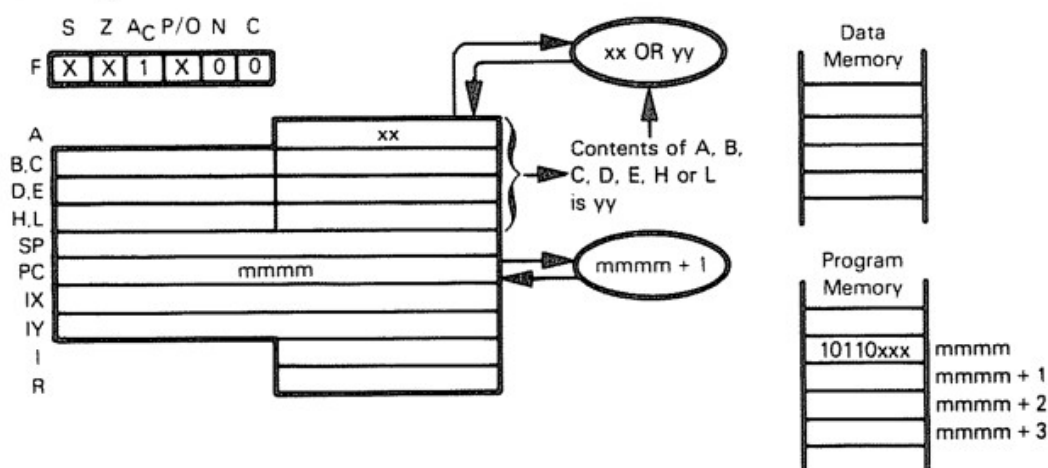 S Z AC P/O N C
F X X 1 X 0 0
xx OR yy
Data
Memory
A xx
B,C
D,E
H,L
SP
PC mmmm
IX
IY
I
R
Contents of A, B,
C, D, E, H or L
is yy
mmmm + 1
Program
Memory
10110xxx mmmm
mmmm + 1
mmmm + 2
mmmm + 3